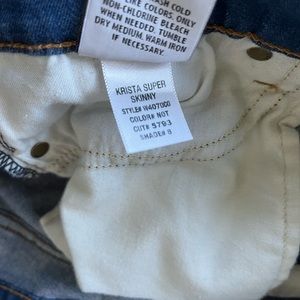 ASH COLD
LIKE COLORS. ONLY
NON-CHLORINE BLEACH
WHEN NEEDED. TUMBLE
DRY MEDIUM. WARM IRON
IF NECESSARY.
KRISTA SUPER
SKINNY
STYLE# W407000
COLOR# NOT
CUT# 5793
SHADE# 8